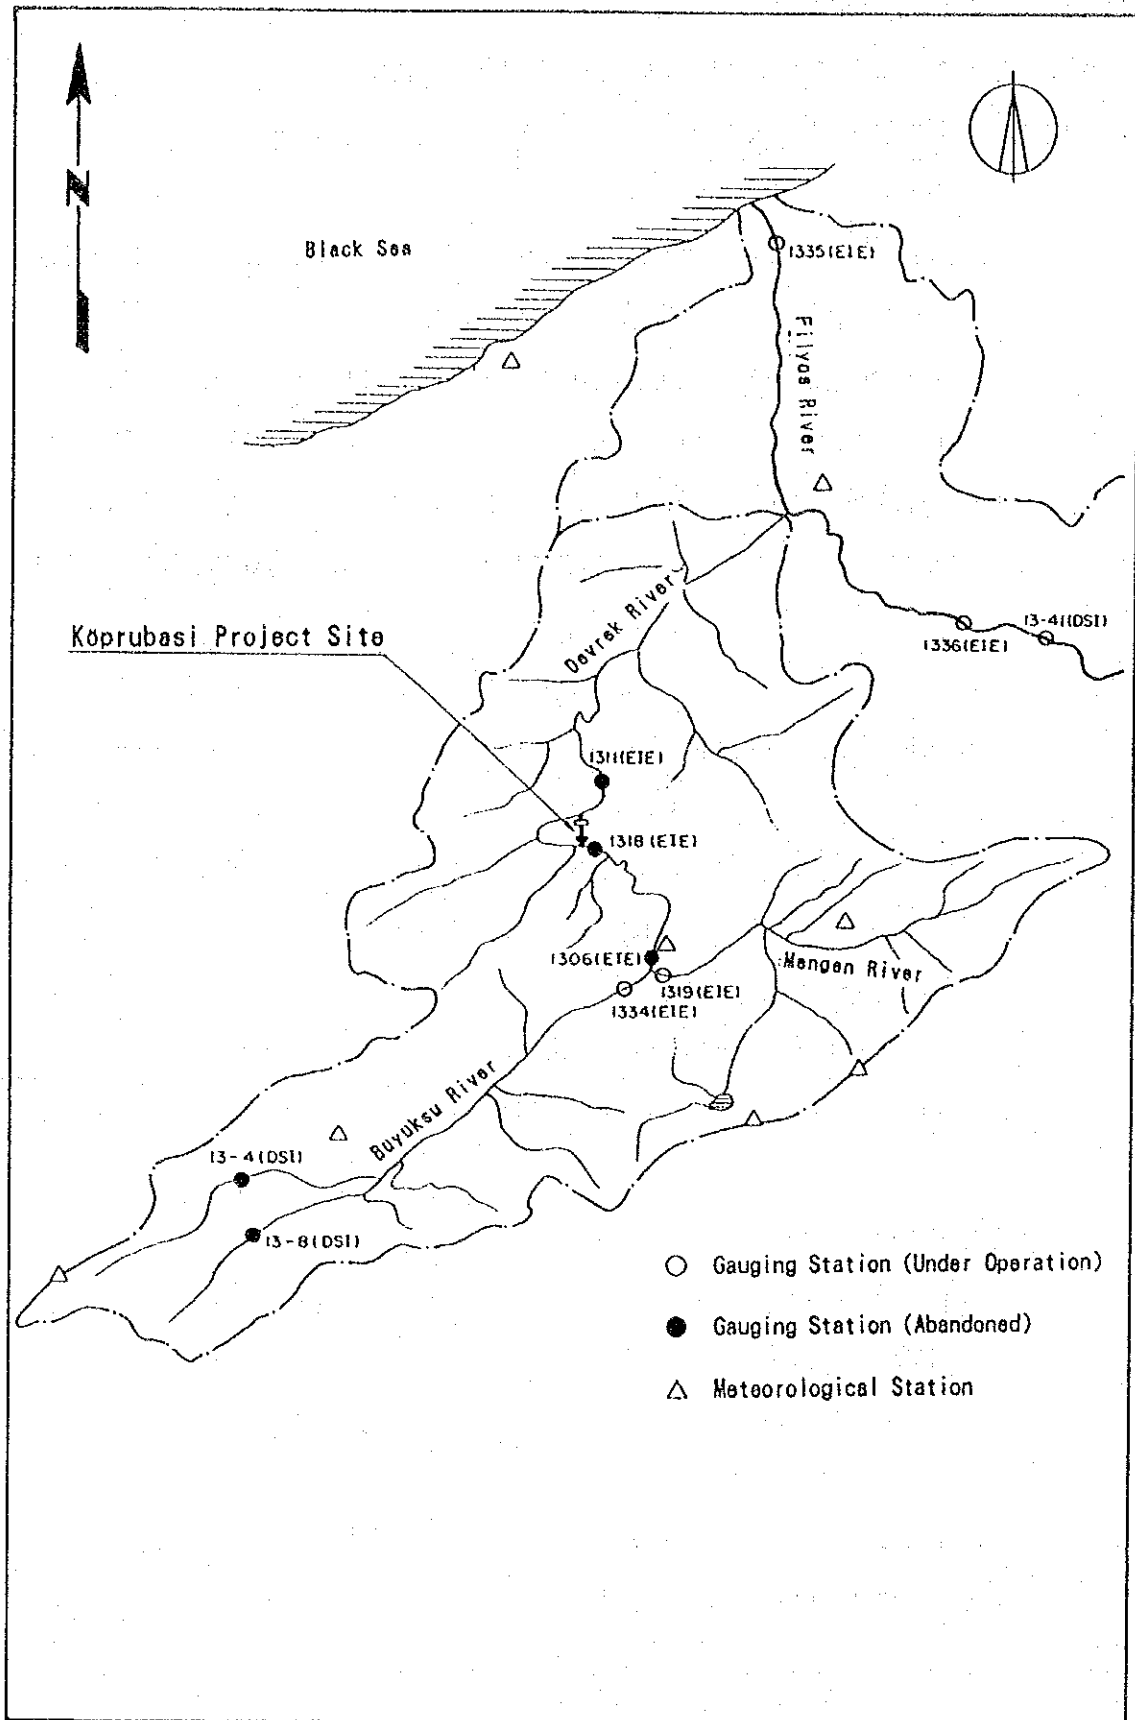 N
Black Sea
1335(EIE)
Filyos River
Devrek River
13-41(DSI)
1336(EIE)
Köprubasi Project Site
1311(EIE)
1318(EIE)
1306(EIE)
Mengen River
1319(EIE)
1334(EIE)
Buyuksu River
13-4(DSI)
13-8(DSI)
Gauging Station (Under Operation)
Gauging Station (Abandoned)
Meteorological Station